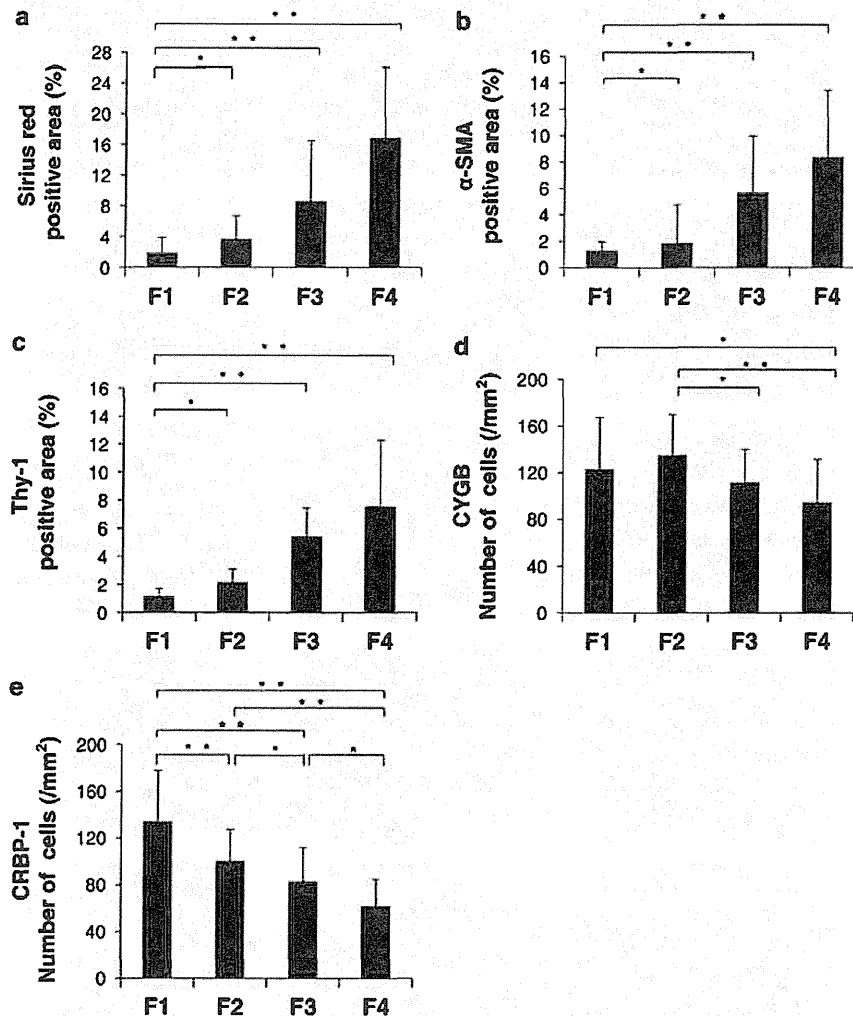 a
* *
* *
*
Sirius red
positive area (%)
28
24
20
16
12
8
4
0
F1 F2 F3 F4
b
* *
* *
*
α-SMA
positive area (%)
16
14
12
10
8
6
4
2
0
F1 F2 F3 F4
c
* *
* *
*
Thy-1
positive area (%)
16
14
12
10
8
6
4
2
0
F1 F2 F3 F4
d
*
* *
*
CYGB
Number of cells (/mm²)
200
160
120
80
40
0
F1 F2 F3 F4
e
* *
* *
* *
* * * *
CRBP-1
Number of cells (/mm²)
200
160
120
80
40
0
F1 F2 F3 F4